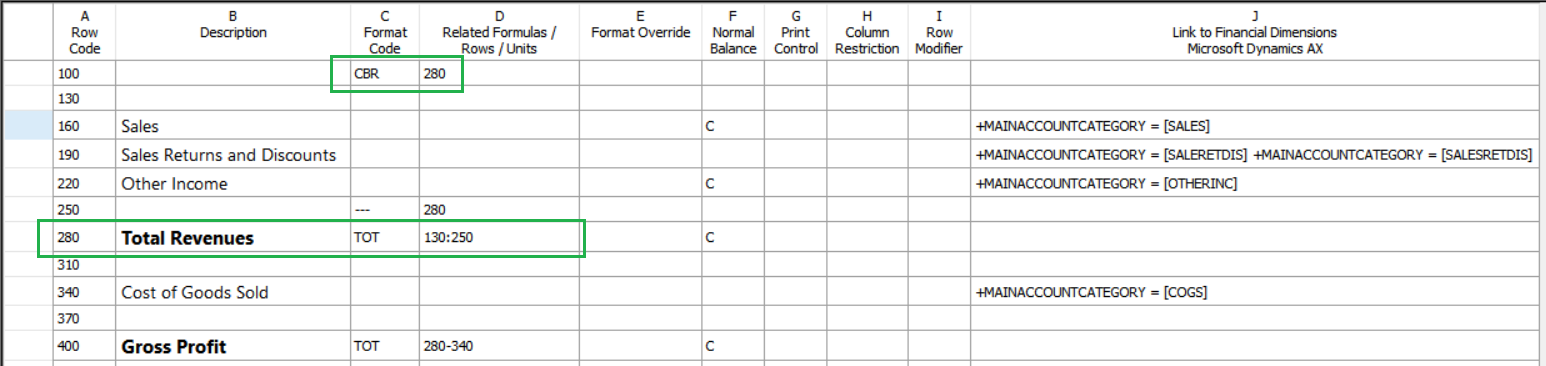 A B C D E F G H I J
Row Description Format Related Formulas / Format Override Normal Print Column Row Link to Financial Dimensions
Code Code Rows / Units Balance Control Restriction Modifier Microsoft Dynamics AX
100 CBR 280
130
160 Sales C +MAINACCOUNTCATEGORY = [SALES]
190 Sales Returns and Discounts +MAINACCOUNTCATEGORY = [SALERETDIS] +MAINACCOUNTCATEGORY = [SALESRETDIS]
220 Other Income C +MAINACCOUNTCATEGORY = [OTHERINC]
250 --- 280
280 Total Revenues TOT 130:250 C
310
340 Cost of Goods Sold +MAINACCOUNTCATEGORY = [COGS]
370
400 Gross Profit TOT 280-340 C